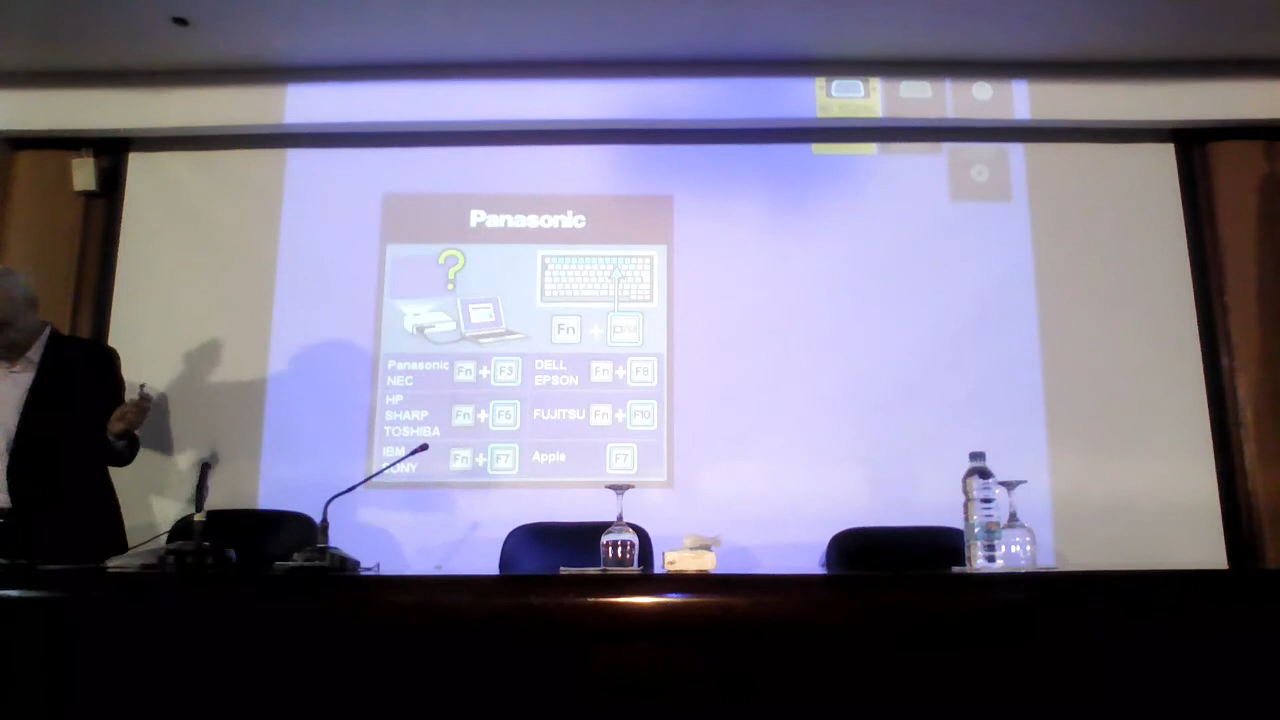 Panasonic
?
Fn +
Panasonic NEC Fn + F3
DELL EPSON Fn + F8
HP SHARP TOSHIBA Fn + F6
FUJITSU Fn + F10
IBM SONY Fn + F7
Apple F7